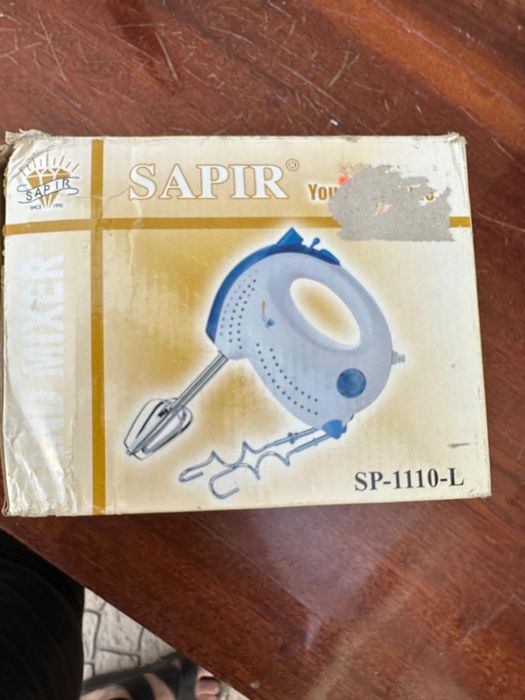 SAPIR
SINCE 1992
SAPIR®
You
MIXER
SP-1110-L